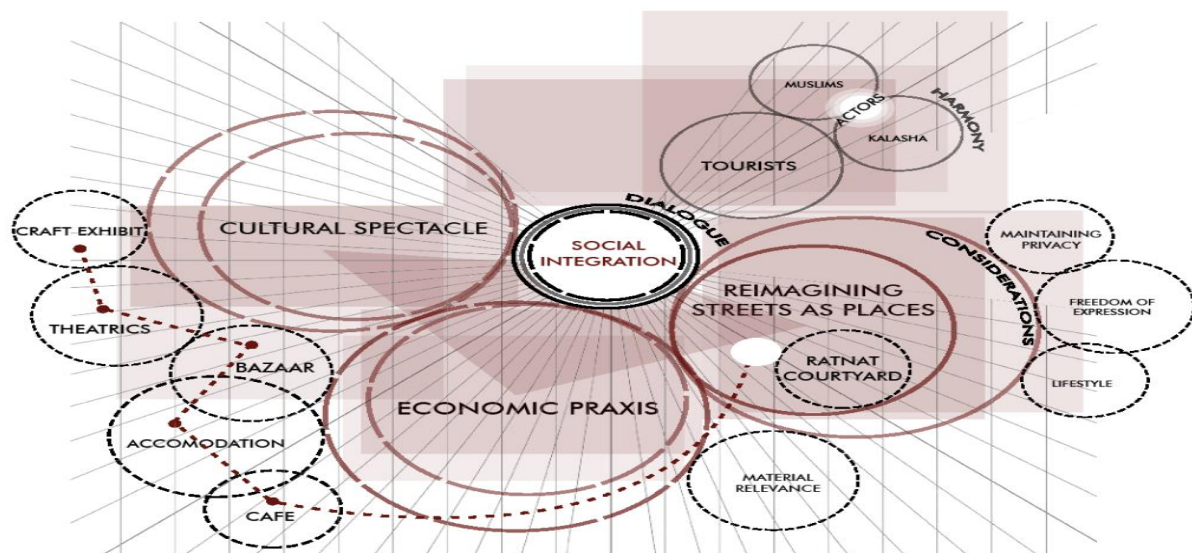 MUSLIMS
ACTORS
HARMONY
KALASHA
TOURISTS
DIALOGUE
CULTURAL SPECTACLE
SOCIAL
INTEGRATION
CRAFT EXHIBIT
THEATRICS
BAZAAR
ACCOMODATION
CAFE
ECONOMIC PRAXIS
REIMAGINING
STREETS AS PLACES
RATNAT
COURTYARD
CONSIDERATIONS
MAINTAINING
PRIVACY
FREEDOM OF
EXPRESSION
LIFESTYLE
MATERIAL
RELEVANCE